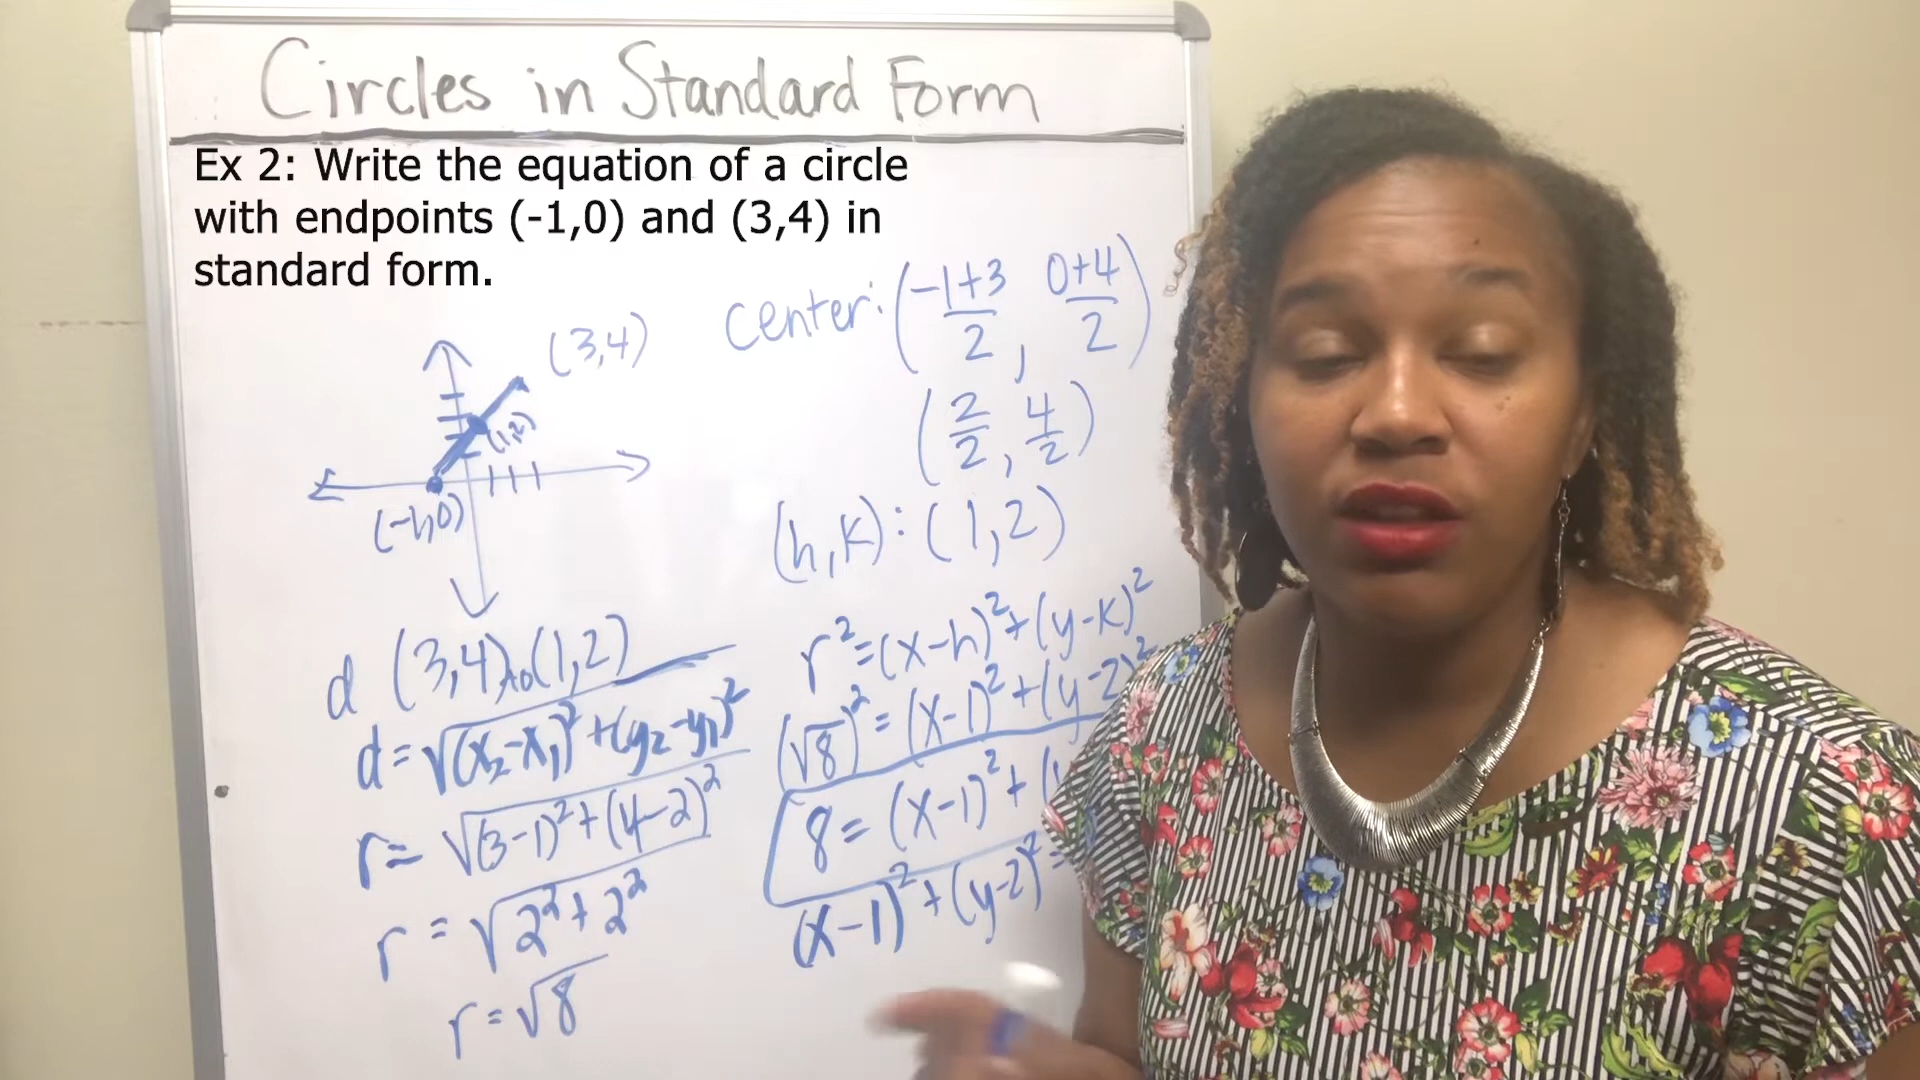 Circles in Standard Form
Ex 2: Write the equation of a circle
with endpoints (-1,0) and (3,4) in
standard form.
(3,4)
(1,2)
(-1,0)
d (3,4) to (1,2)
d = √(x₂-x₁)² + (y₂-y₁)²
r = √(3-1)² + (4-2)²
r = √2² + 2²
r = √8
center: (-1+3/2, 0+4/2)
(2/2, 4/2)
(h,k): (1,2)
r² = (x-h)² + (y-k)²
(√8)² = (x-1)² + (y-2)²
8 = (x-1)² + (
(x-1)² + (y-2)² =